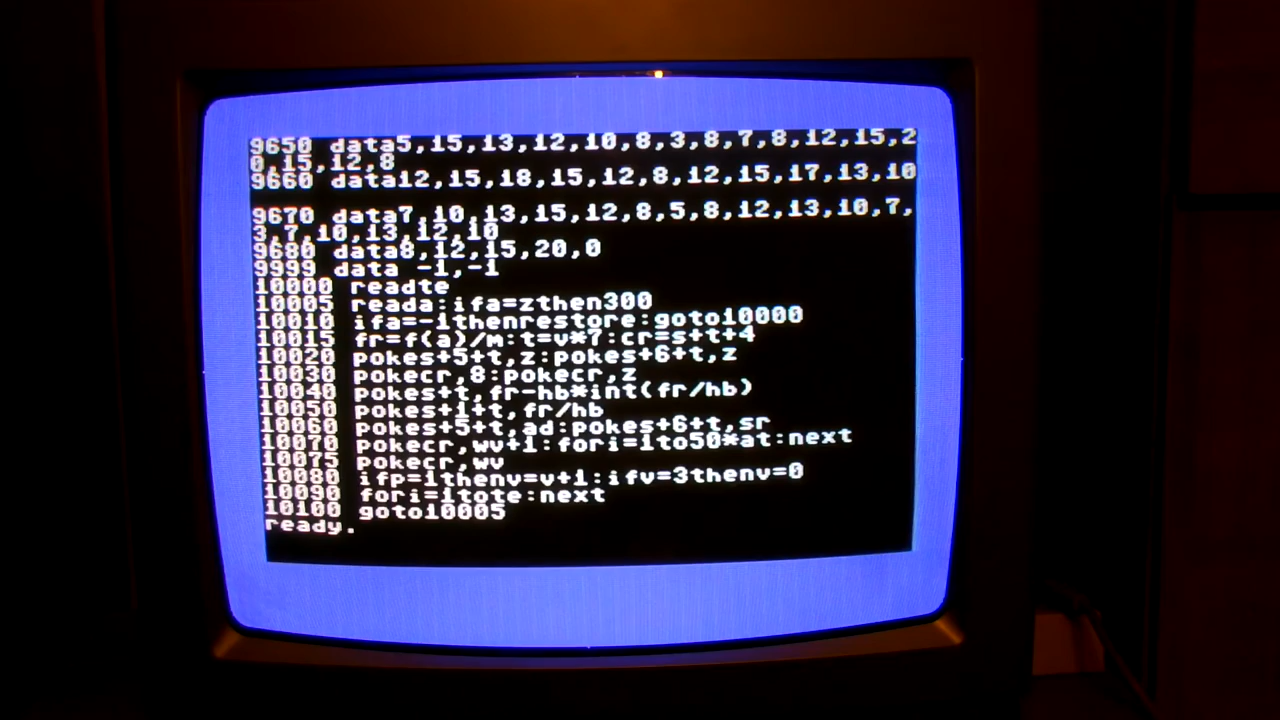 9650 data5,15,13,12,10,8,3,8,7,8,12,15,2
0,15,12,8
9660 data12,15,18,15,12,8,12,15,17,13,10
9670 data7,10,13,15,12,8,5,8,12,13,10,7,
3,7,10,13,12,10
9680 data8,12,15,20,0
9999 data -1,-1
10000 readte
10005 reada:ifa=zthen300
10010 ifa=-1thenrestore:goto10000
10015 fr=f(a)/m:t=v*7:cr=s+t+4
10020 pokes+5+t,z:pokes+6+t,z
10030 pokecr,8:pokecr,z
10040 pokes+t,fr-hb*int(fr/hb)
10050 pokes+1+t,fr/hb
10060 pokes+5+t,ad:pokes+6+t,sr
10070 pokecr,wv+1:fori=1to50*at:next
10075 pokecr,wv
10080 ifp=1thenv=v+1:ifv=3thenv=0
10090 fori=1tote:next
10100 goto10005
ready.